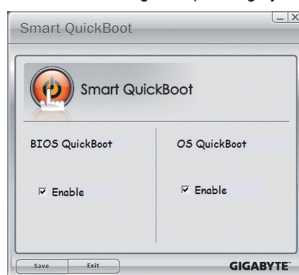 Smart QuickBoot
Smart QuickBoot
BIOS QuickBoot
OS QuickBoot
Enable
Enable
Save
Exit
GIGABYTE